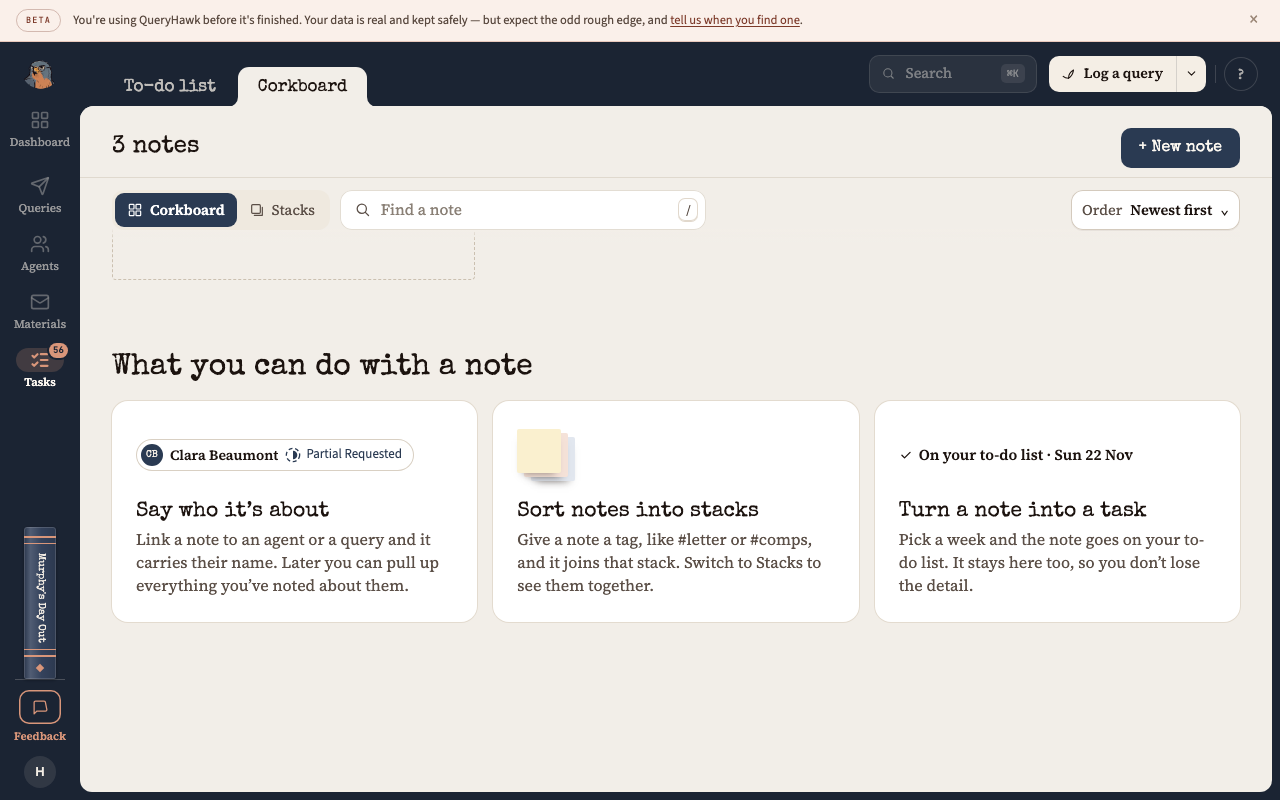 BETA
You're using QueryHawk before it's finished. Your data is real and kept safely — but expect the odd rough edge, and tell us when you find one.
×
To-do list
Corkboard
Search
⌘K
Log a query
?
Dashboard
Queries
Agents
Materials
56
Tasks
Murphy's Day Out
Feedback
H
3 notes
+ New note
Corkboard
Stacks
Find a note
/
Order Newest first
What you can do with a note
CB Clara Beaumont Partial Requested
Say who it’s about
Link a note to an agent or a query and it
carries their name. Later you can pull up
everything you’ve noted about them.
Sort notes into stacks
Give a note a tag, like #letter or #comps,
and it joins that stack. Switch to Stacks to
see them together.
✓ On your to-do list · Sun 22 Nov
Turn a note into a task
Pick a week and the note goes on your to-
do list. It stays here too, so you don’t lose
the detail.